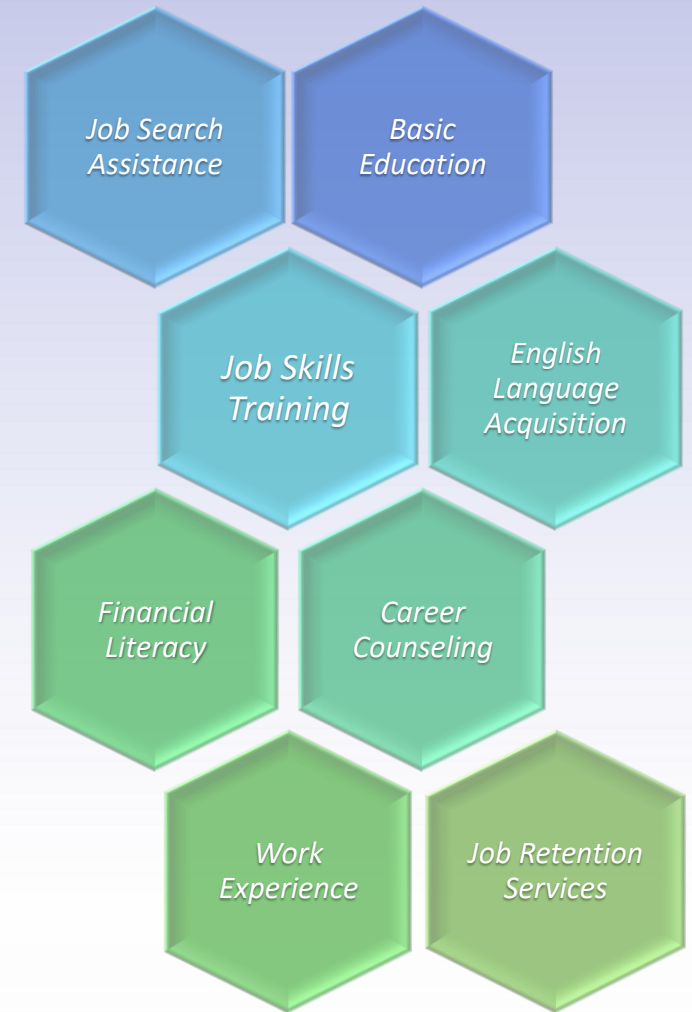 Job Search
Assistance
Basic
Education
Job Skills
Training
English
Language
Acquisition
Financial
Literacy
Career
Counseling
Work
Experience
Job Retention
Services